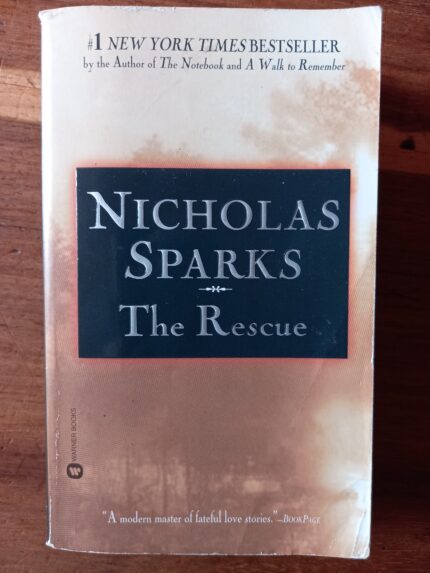 #1 NEW YORK TIMES BESTSELLER
by the Author of The Notebook and A Walk to Remember
NICHOLAS
SPARKS
The Rescue
WARNER BOOKS
"A modern master of fateful love stories."—BOOKPAGE